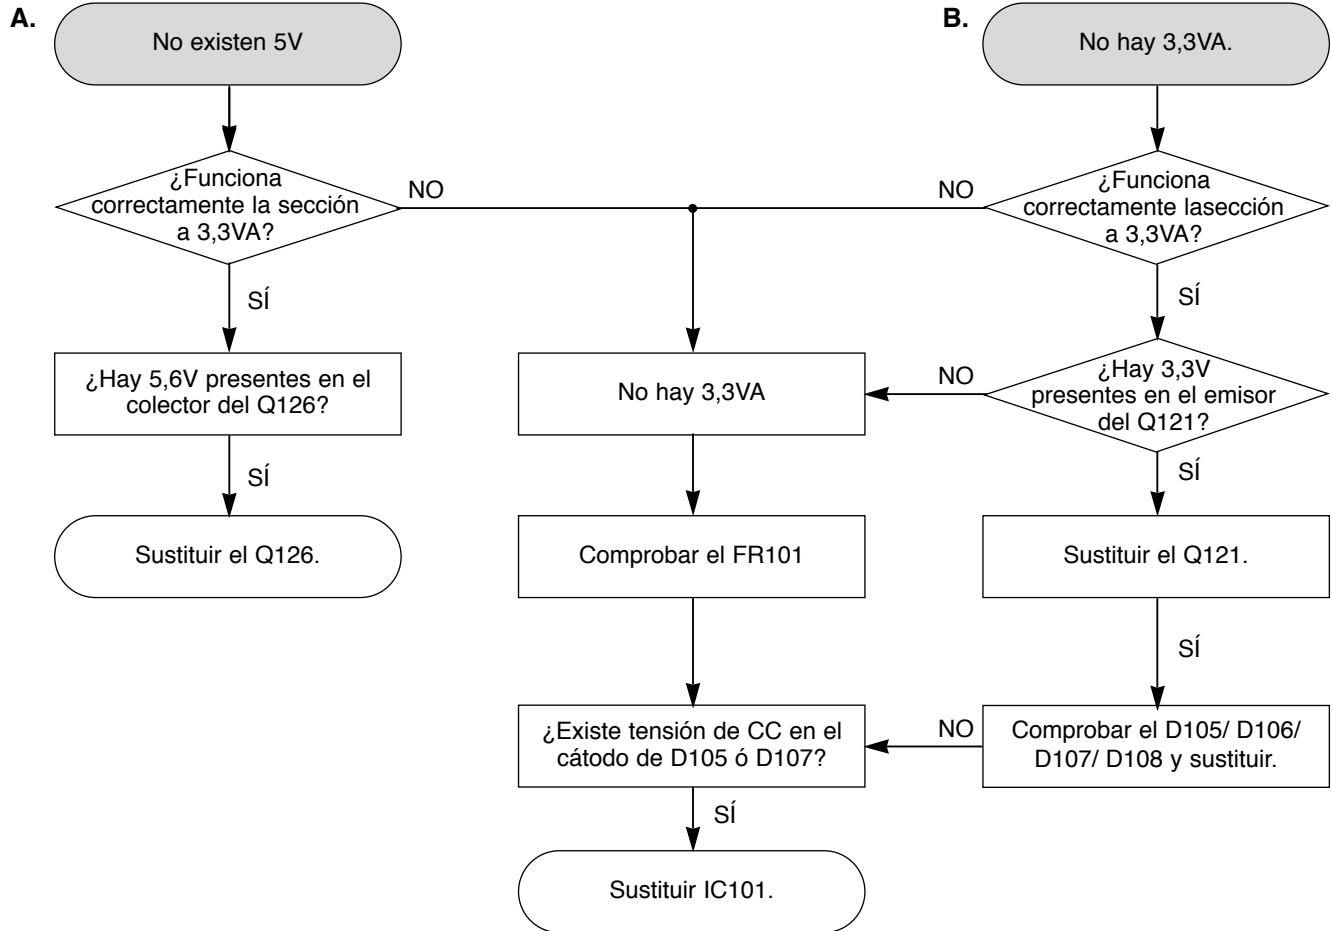 A.
No existen 5V
B.
No hay 3,3VA.
¿Funciona
correctamente la sección
a 3,3VA?
NO
NO
¿Funciona
correctamente lasección
a 3,3VA?
SÍ
SÍ
¿Hay 5,6V presentes en el
colector del Q126?
No hay 3,3VA
NO
¿Hay 3,3V
presentes en el emisor
del Q121?
SÍ
SÍ
Sustituir el Q126.
Comprobar el FR101
Sustituir el Q121.
SÍ
¿Existe tensión de CC en el
cátodo de D105 ó D107?
NO
Comprobar el D105/ D106/
D107/ D108 y sustituir.
SÍ
Sustituir IC101.